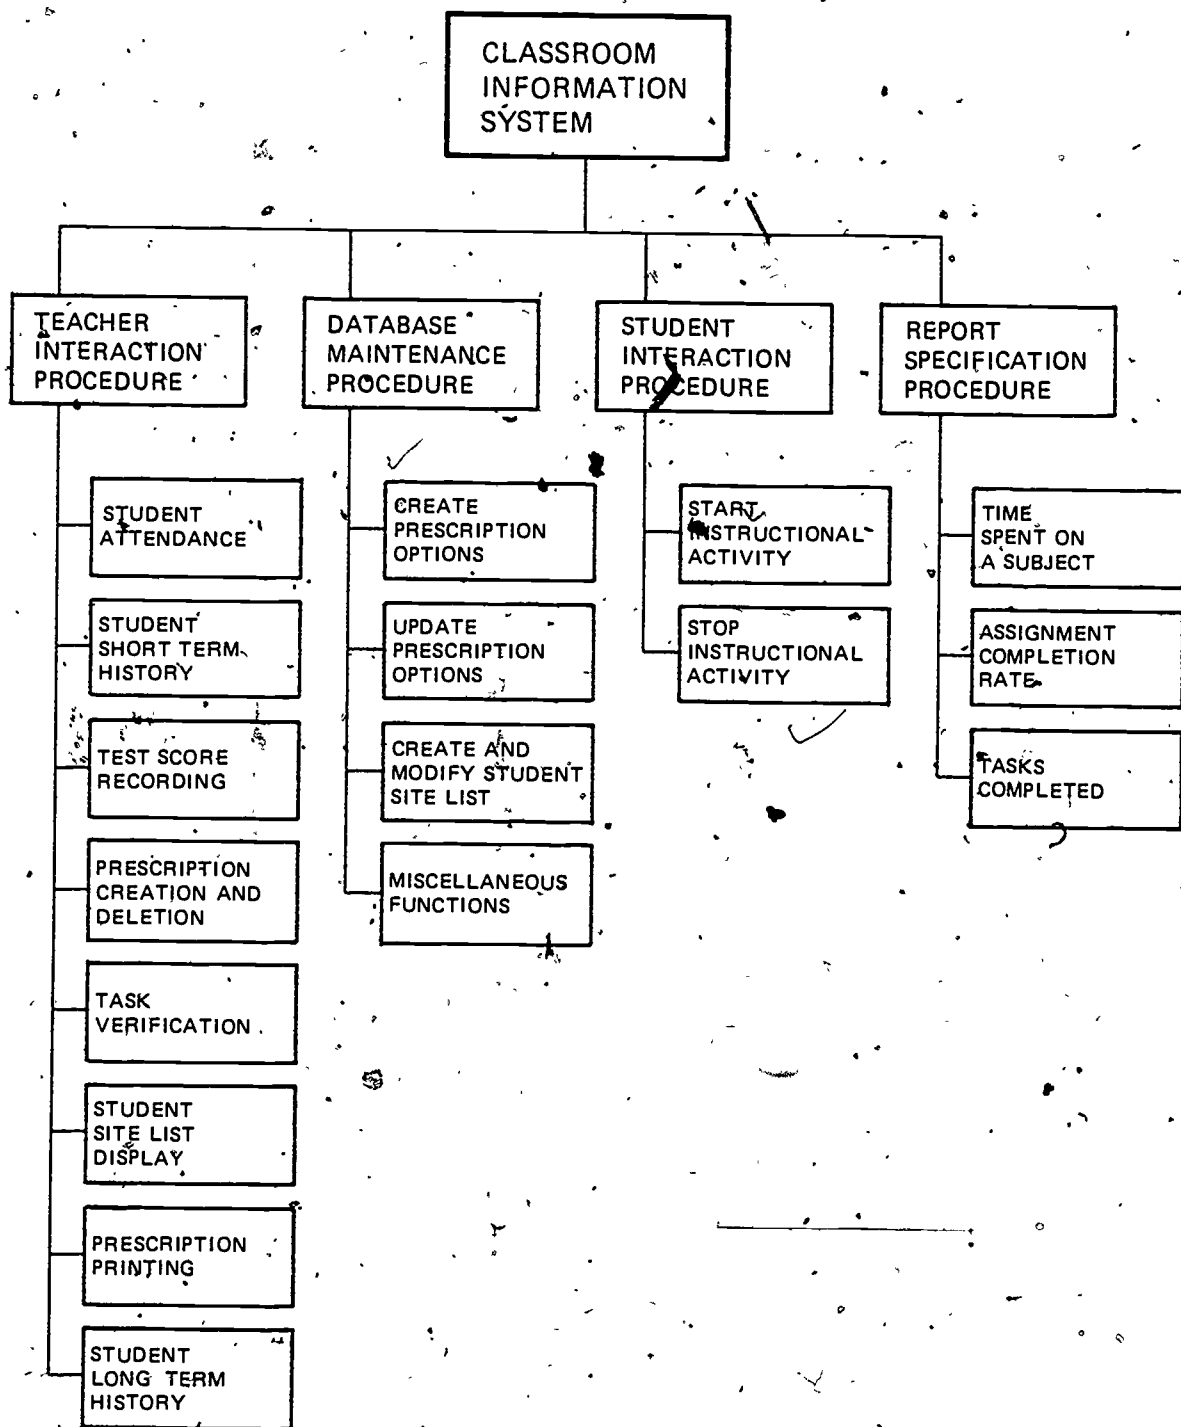 CLASSROOM
INFORMATION
SYSTEM
TEACHER
INTERACTION
PROCEDURE
DATABASE
MAINTENANCE
PROCEDURE
STUDENT
INTERACTION
PROCEDURE
REPORT
SPECIFICATION
PROCEDURE
STUDENT
ATTENDANCE
STUDENT
SHORT TERM
HISTORY
TEST SCORE
RECORDING
PRESCRIPTION
CREATION AND
DELETION
TASK
VERIFICATION
STUDENT
SITE LIST
DISPLAY
PRESCRIPTION
PRINTING
STUDENT
LONG TERM
HISTORY
CREATE
PRESCRIPTION
OPTIONS
UPDATE
PRESCRIPTION
OPTIONS
CREATE AND
MODIFY STUDENT
SITE LIST
MISCELLANEOUS
FUNCTIONS
START
INSTRUCTIONAL
ACTIVITY
STOP
INSTRUCTIONAL
ACTIVITY
TIME
SPENT ON
A SUBJECT
ASSIGNMENT
COMPLETION
RATE
TASKS
COMPLETED